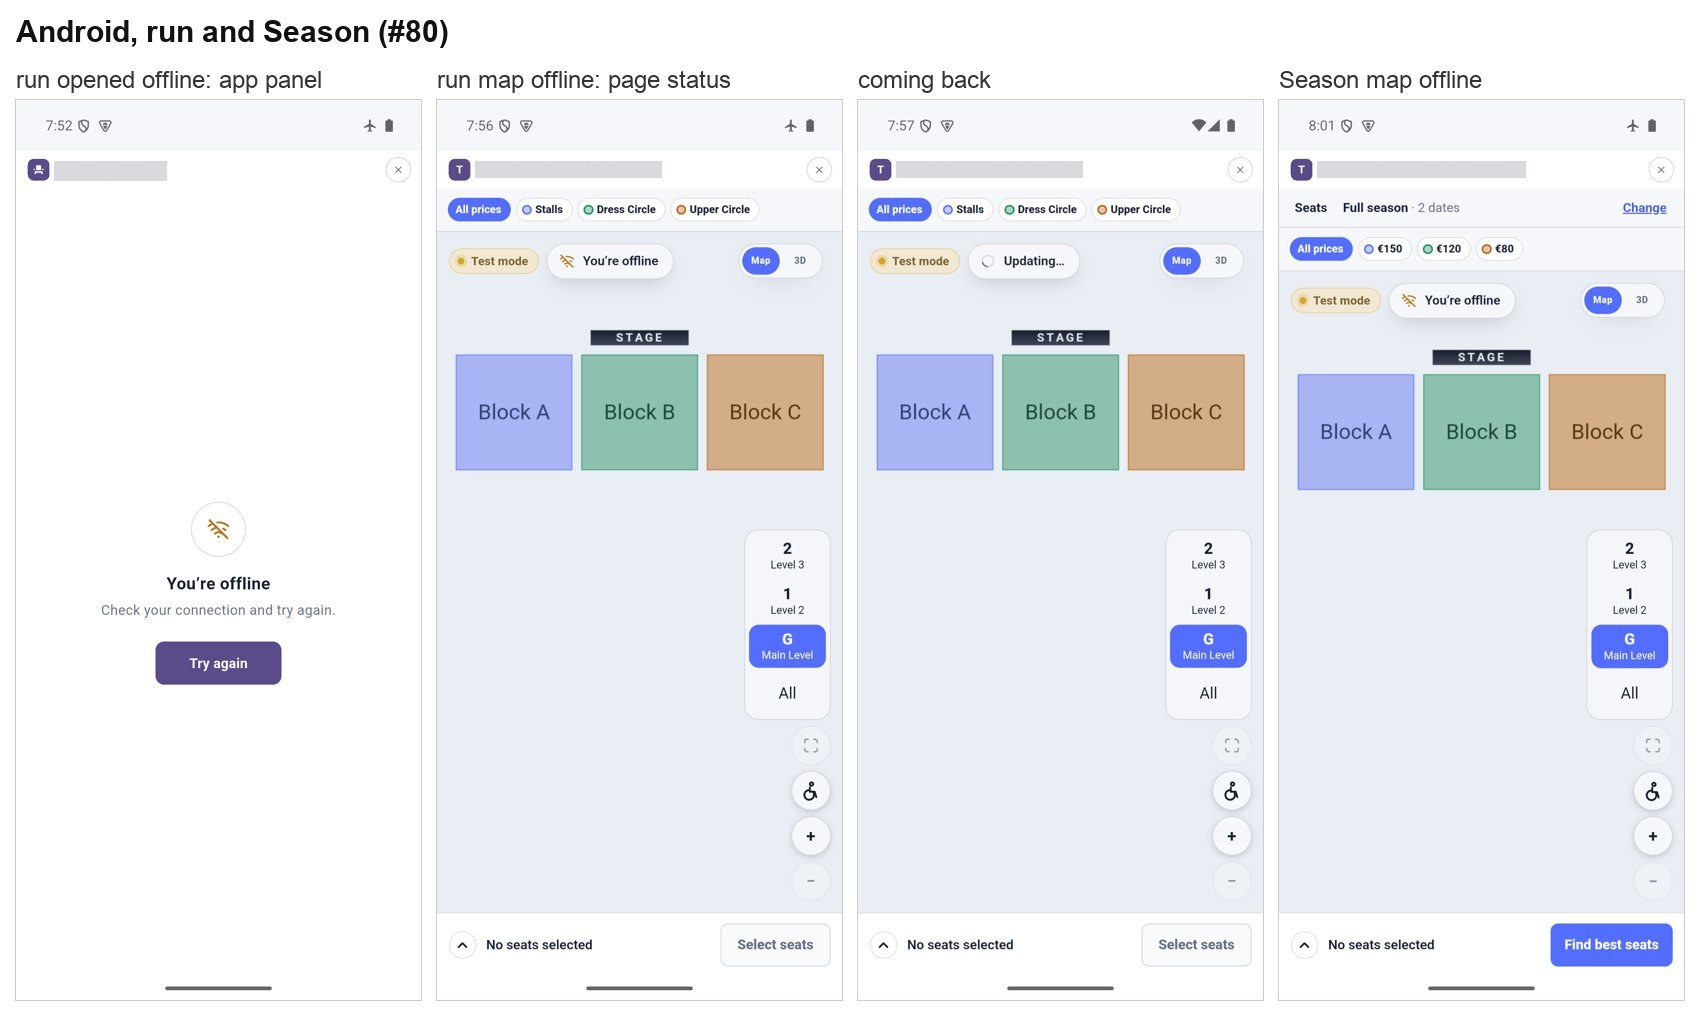 Android, run and Season (#80)
run opened offline: app panel
7:52
You're offline
Check your connection and try again.
Try again
run map offline: page status
7:56
T
All prices
Stalls
Dress Circle
Upper Circle
Test mode
You're offline
Map
3D
STAGE
Block A
Block B
Block C
2
Level 3
1
Level 2
G
Main Level
All
+
−
No seats selected
Select seats
coming back
7:57
T
All prices
Stalls
Dress Circle
Upper Circle
Test mode
Updating...
Map
3D
STAGE
Block A
Block B
Block C
2
Level 3
1
Level 2
G
Main Level
All
+
−
No seats selected
Select seats
Season map offline
8:01
T
Seats
Full season · 2 dates
Change
All prices
€150
€120
€80
Test mode
You're offline
Map
3D
STAGE
Block A
Block B
Block C
2
Level 3
1
Level 2
G
Main Level
All
+
−
No seats selected
Find best seats